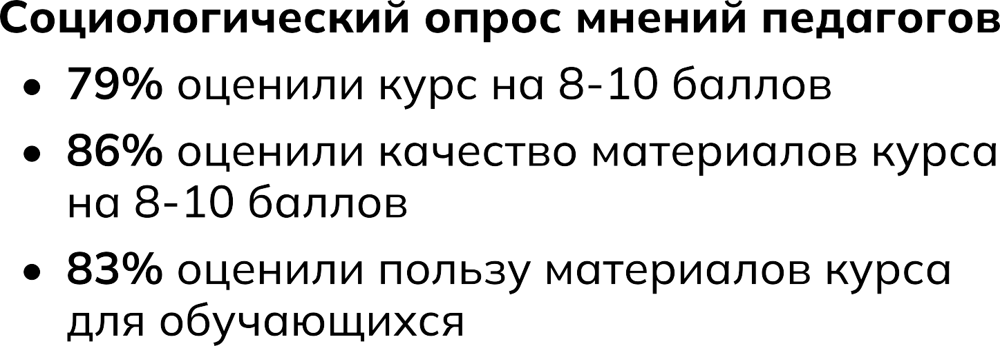 Социологический опрос мнений педагогов
• 79% оценили курс на 8-10 баллов
• 86% оценили качество материалов курса
на 8-10 баллов
• 83% оценили пользу материалов курса
для обучающихся